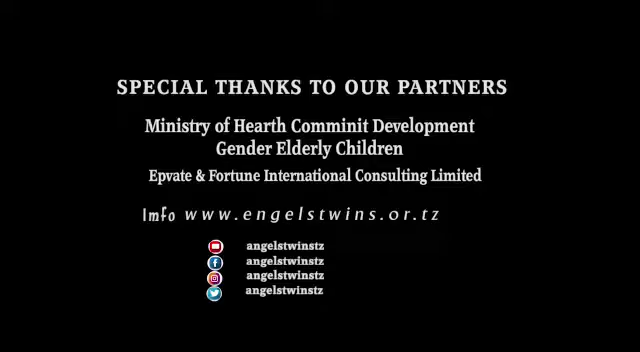 SPECIAL THANKS TO OUR PARTNERS
Ministry of Hearth Comminit Development
Gender Elderly Children
Epvate & Fortune International Consulting Limited
Imfo www.engelstwins.or.tz
angelstwinstz
angelstwinstz
angelstwinstz
angelstwinstz